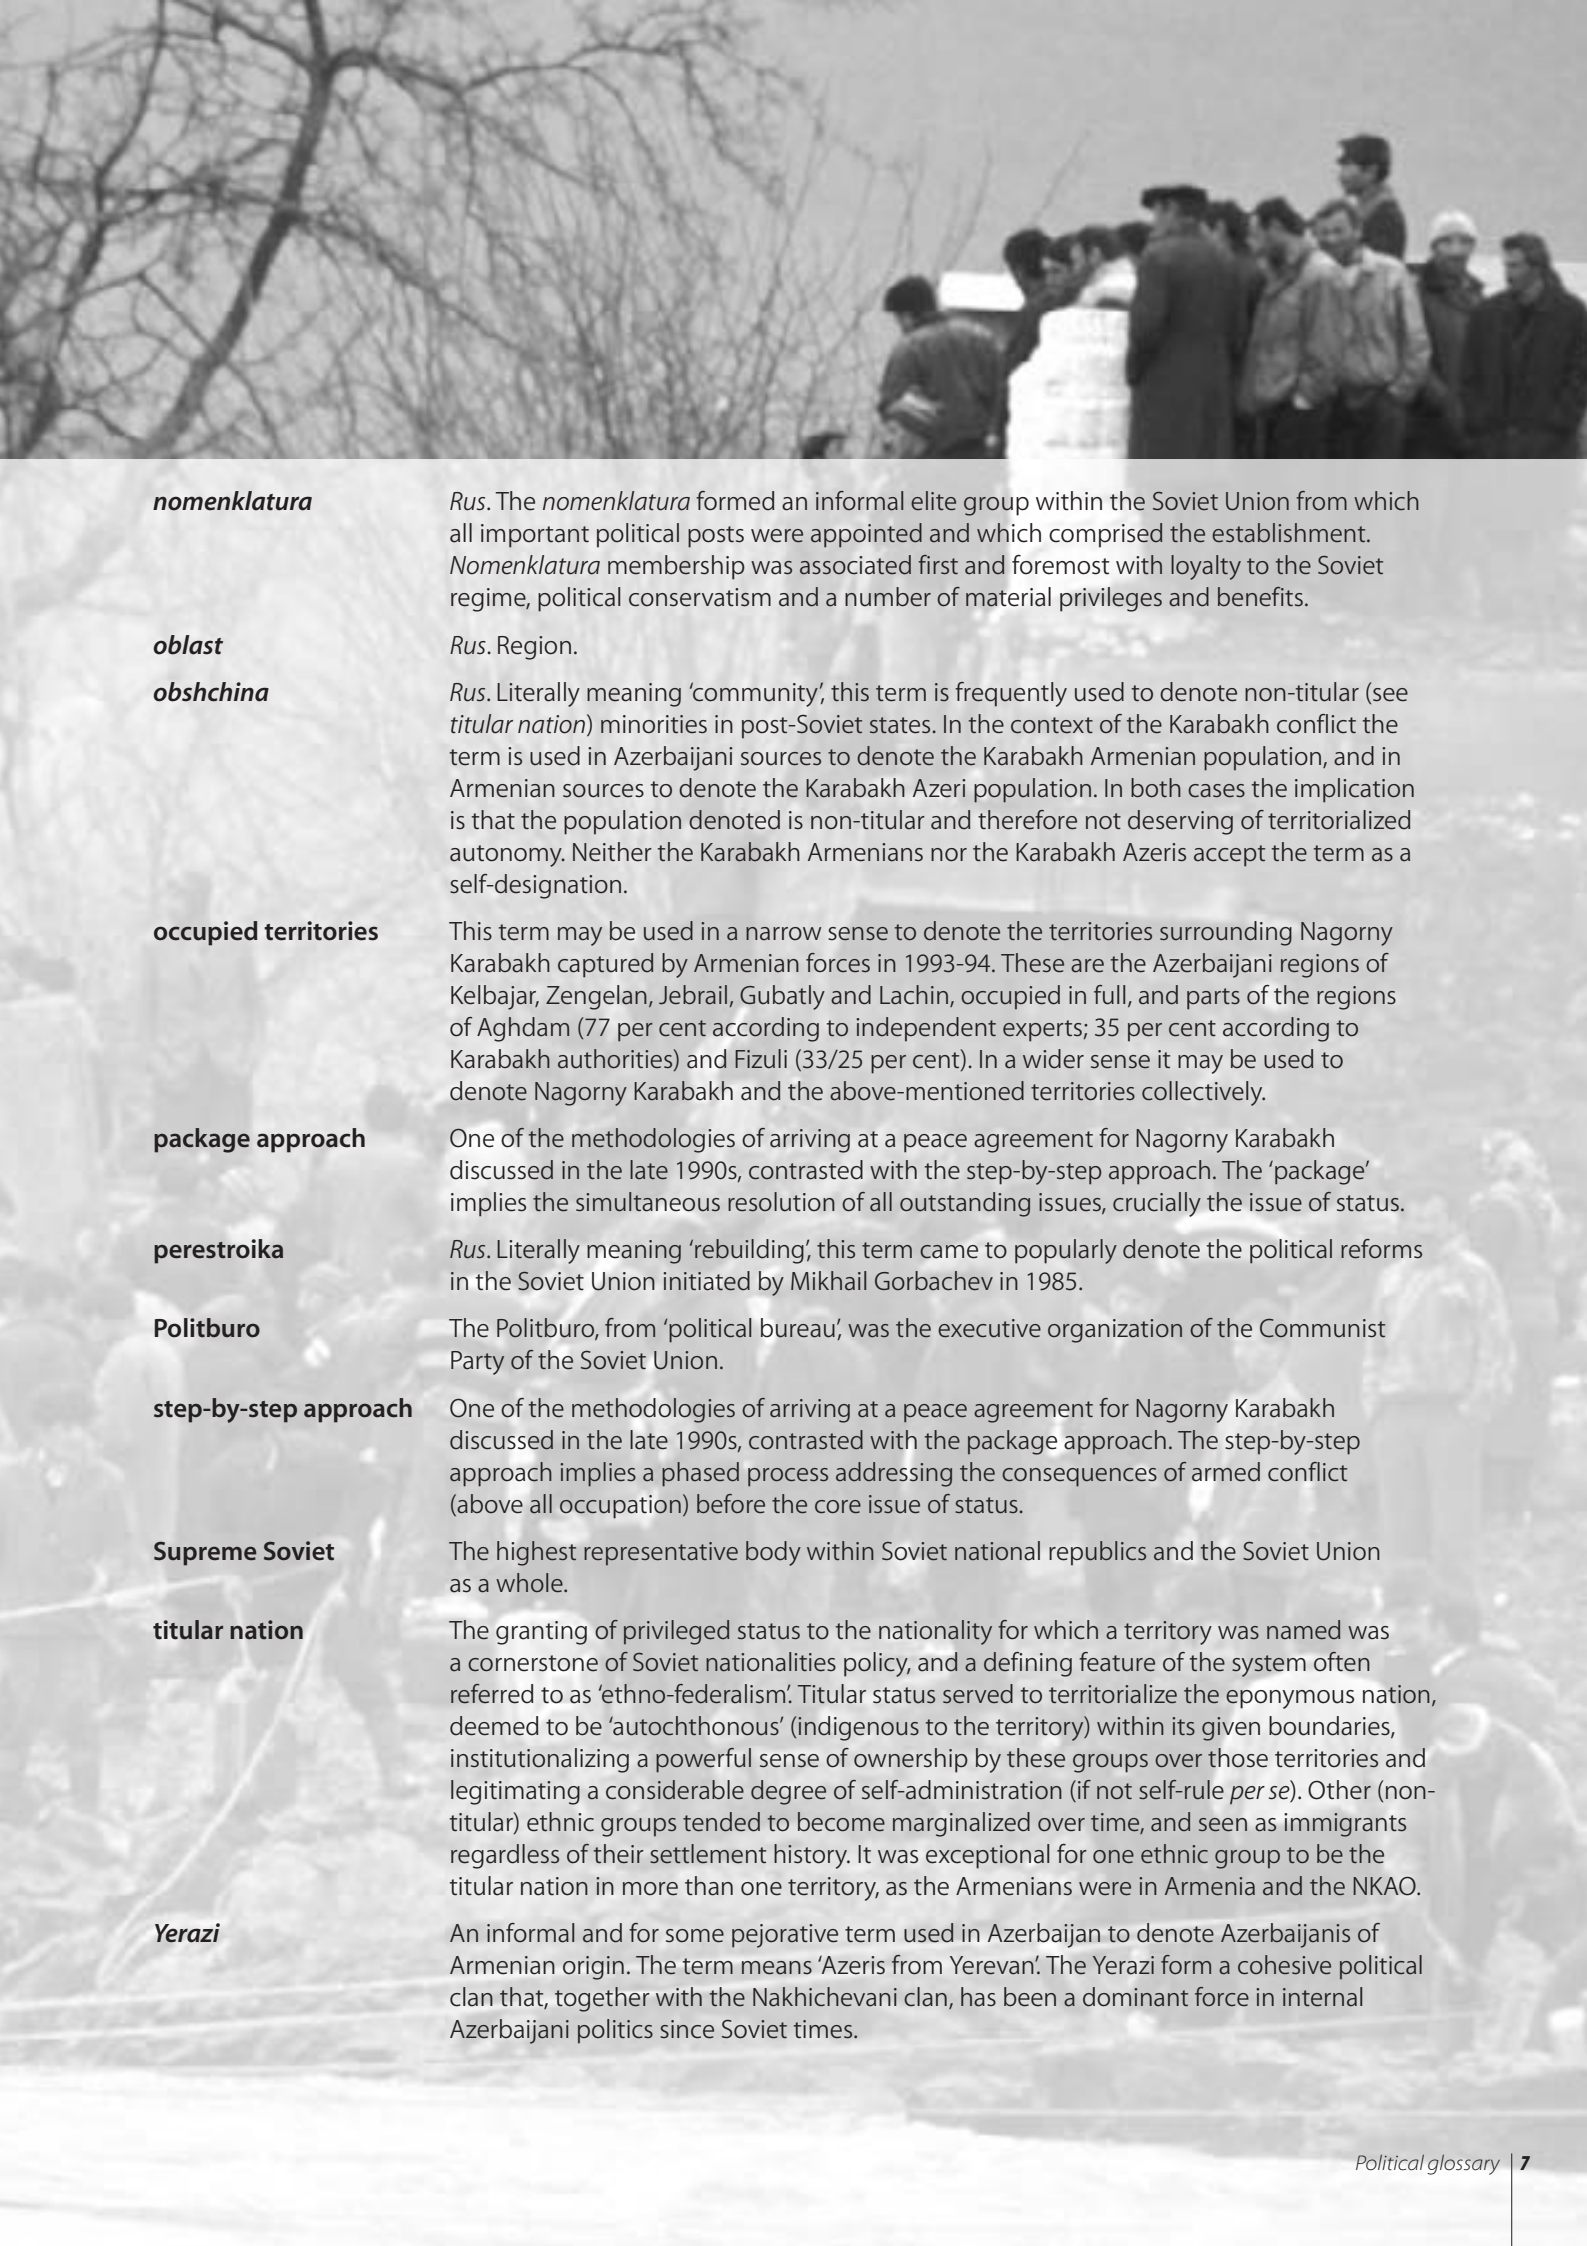 nomenklatura
Rus. The nomenklatura formed an informal elite group within the Soviet Union from which
all important political posts were appointed and which comprised the establishment.
Nomenklatura membership was associated first and foremost with loyalty to the Soviet
regime, political conservatism and a number of material privileges and benefits.
oblast
Rus. Region.
obshchina
Rus. Literally meaning ‘community’, this term is frequently used to denote non-titular (see
titular nation) minorities in post-Soviet states. In the context of the Karabakh conflict the
term is used in Azerbaijani sources to denote the Karabakh Armenian population, and in
Armenian sources to denote the Karabakh Azeri population. In both cases the implication
is that the population denoted is non-titular and therefore not deserving of territorialized
autonomy. Neither the Karabakh Armenians nor the Karabakh Azeris accept the term as a
self-designation.
occupied territories
This term may be used in a narrow sense to denote the territories surrounding Nagorny
Karabakh captured by Armenian forces in 1993-94. These are the Azerbaijani regions of
Kelbajar, Zengelan, Jebrail, Gubatly and Lachin, occupied in full, and parts of the regions
of Aghdam (77 per cent according to independent experts; 35 per cent according to
Karabakh authorities) and Fizuli (33/25 per cent). In a wider sense it may be used to
denote Nagorny Karabakh and the above-mentioned territories collectively.
package approach
One of the methodologies of arriving at a peace agreement for Nagorny Karabakh
discussed in the late 1990s, contrasted with the step-by-step approach. The ‘package’
implies the simultaneous resolution of all outstanding issues, crucially the issue of status.
perestroika
Rus. Literally meaning ‘rebuilding’, this term came to popularly denote the political reforms
in the Soviet Union initiated by Mikhail Gorbachev in 1985.
Politburo
The Politburo, from ‘political bureau’, was the executive organization of the Communist
Party of the Soviet Union.
step-by-step approach
One of the methodologies of arriving at a peace agreement for Nagorny Karabakh
discussed in the late 1990s, contrasted with the package approach. The step-by-step
approach implies a phased process addressing the consequences of armed conflict
(above all occupation) before the core issue of status.
Supreme Soviet
The highest representative body within Soviet national republics and the Soviet Union
as a whole.
titular nation
The granting of privileged status to the nationality for which a territory was named was
a cornerstone of Soviet nationalities policy, and a defining feature of the system often
referred to as ‘ethno-federalism’. Titular status served to territorialize the eponymous nation,
deemed to be ‘autochthonous’ (indigenous to the territory) within its given boundaries,
institutionalizing a powerful sense of ownership by these groups over those territories and
legitimating a considerable degree of self-administration (if not self-rule per se). Other (non-
titular) ethnic groups tended to become marginalized over time, and seen as immigrants
regardless of their settlement history. It was exceptional for one ethnic group to be the
titular nation in more than one territory, as the Armenians were in Armenia and the NKAO.
Yerazi
An informal and for some pejorative term used in Azerbaijan to denote Azerbaijanis of
Armenian origin. The term means ‘Azeris from Yerevan’. The Yerazi form a cohesive political
clan that, together with the Nakhichevani clan, has been a dominant force in internal
Azerbaijani politics since Soviet times.
Political glossary 7